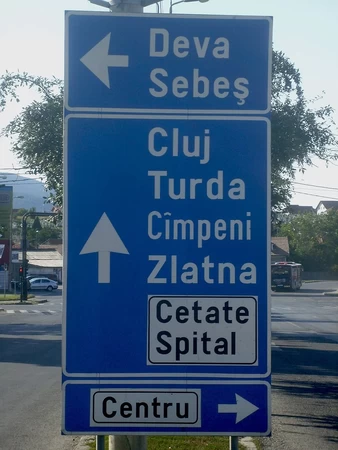 Deva
Sebeş
Cluj
Turda
Cîmpeni
Zlatna
Cetate
Spital
Centru